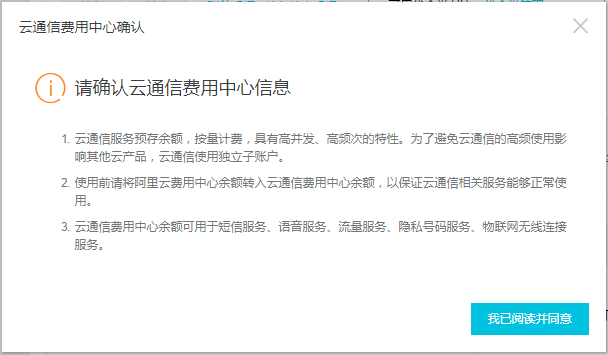 云通信费用中心确认
请确认云通信费用中心信息
1. 云通信服务预存余额，按量计费，具有高并发、高频次的特性。为了避免云通信的高频使用影
响其他云产品，云通信使用独立子账户。
2. 使用前请将阿里云费用中心余额转入云通信费用中心余额，以保证云通信相关服务能够正常使
用。
3. 云通信费用中心余额可用于短信服务、语音服务、流量服务、隐私号码服务、物联网无线连接
服务。
我已阅读并同意